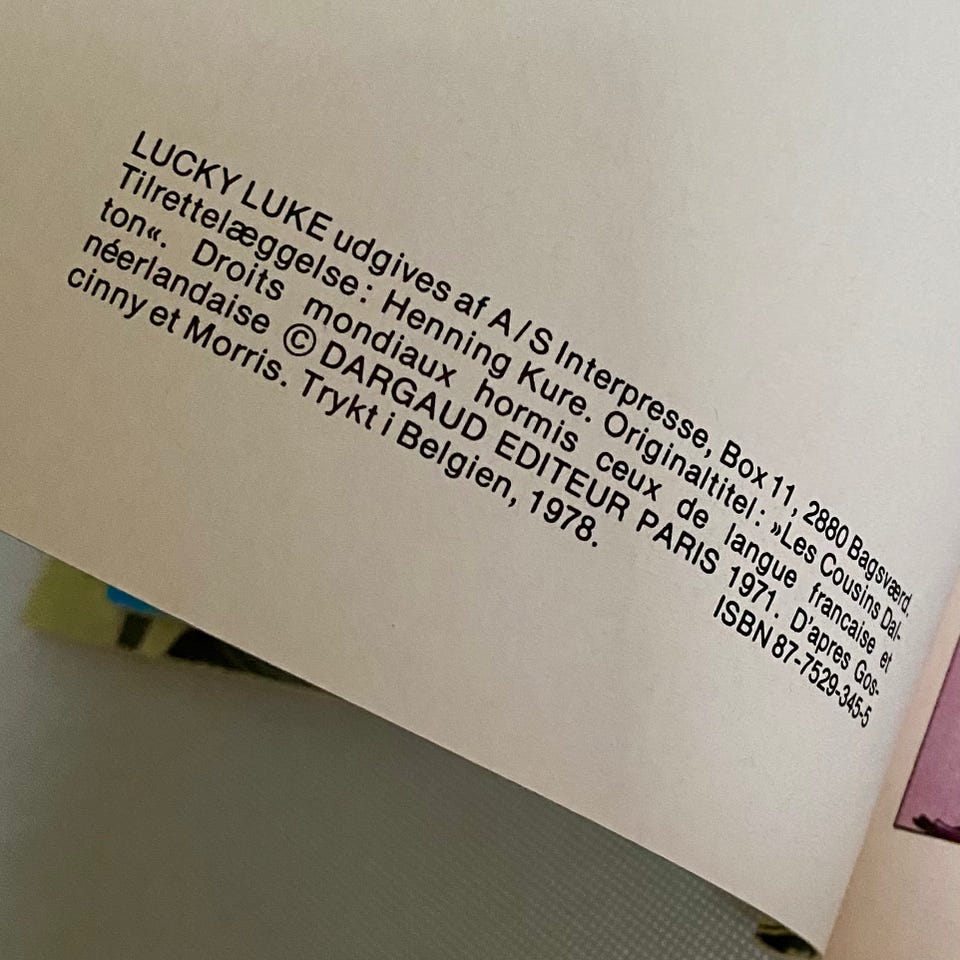 LUCKY LUKE udgives af A/S Interpresse, Box 11, 2880 Bagsværd.
Tilrettelæggelse: Henning Kure. Originaltitel: »Les Cousins Dal-
ton«. Droits mondiaux hormis ceux de langue francaise et
néerlandaise © DARGAUD EDITEUR PARIS 1971. D'apres Gos-
cinny et Morris. Trykt i Belgien, 1978.
ISBN 87-7529-345-5